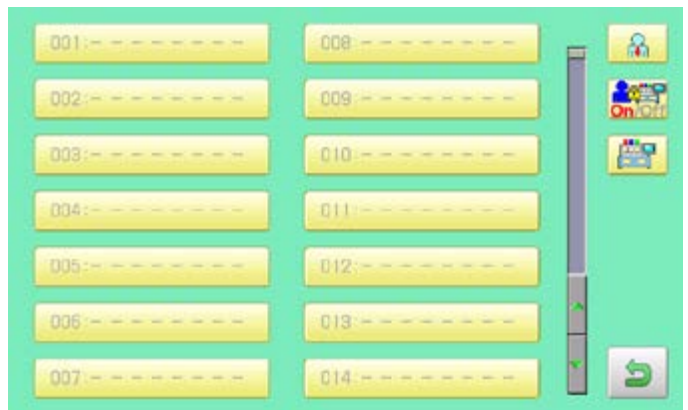 001:- - - - - - - -
002:- - - - - - - -
003:- - - - - - - -
004:- - - - - - - -
005:- - - - - - - -
006:- - - - - - - -
007:- - - - - - - -
008:- - - - - - - -
009:- - - - - - - -
010:- - - - - - - -
011:- - - - - - - -
012:- - - - - - - -
013:- - - - - - - -
014:- - - - - - - -
On/Off